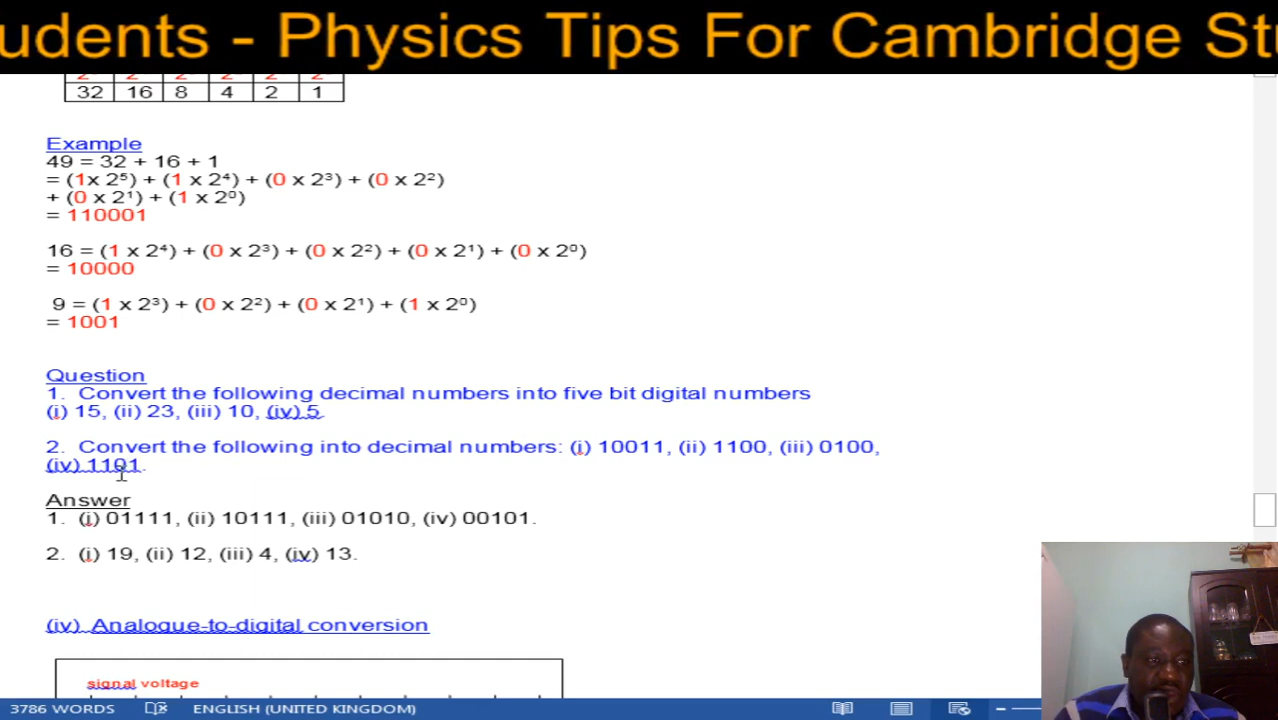 udents - Physics Tips For Cambridge St
32 16 8 4 2 1
Example
49 = 32 + 16 + 1
= (1x 2⁵) + (1 x 2⁴) + (0 x 2³) + (0 x 2²)
+ (0 x 2¹) + (1 x 2⁰)
= 110001
16 = (1 x 2⁴) + (0 x 2³) + (0 x 2²) + (0 x 2¹) + (0 x 2⁰)
= 10000
9 = (1 x 2³) + (0 x 2²) + (0 x 2¹) + (1 x 2⁰)
= 1001
Question
1. Convert the following decimal numbers into five bit digital numbers
(i) 15, (ii) 23, (iii) 10, (iv) 5.
2. Convert the following into decimal numbers: (i) 10011, (ii) 1100, (iii) 0100,
(iv) 1101.
Answer
1. (i) 01111, (ii) 10111, (iii) 01010, (iv) 00101.
2. (i) 19, (ii) 12, (iii) 4, (iv) 13.
(iv) Analogue-to-digital conversion
signal voltage
3786 WORDS ENGLISH (UNITED KINGDOM)